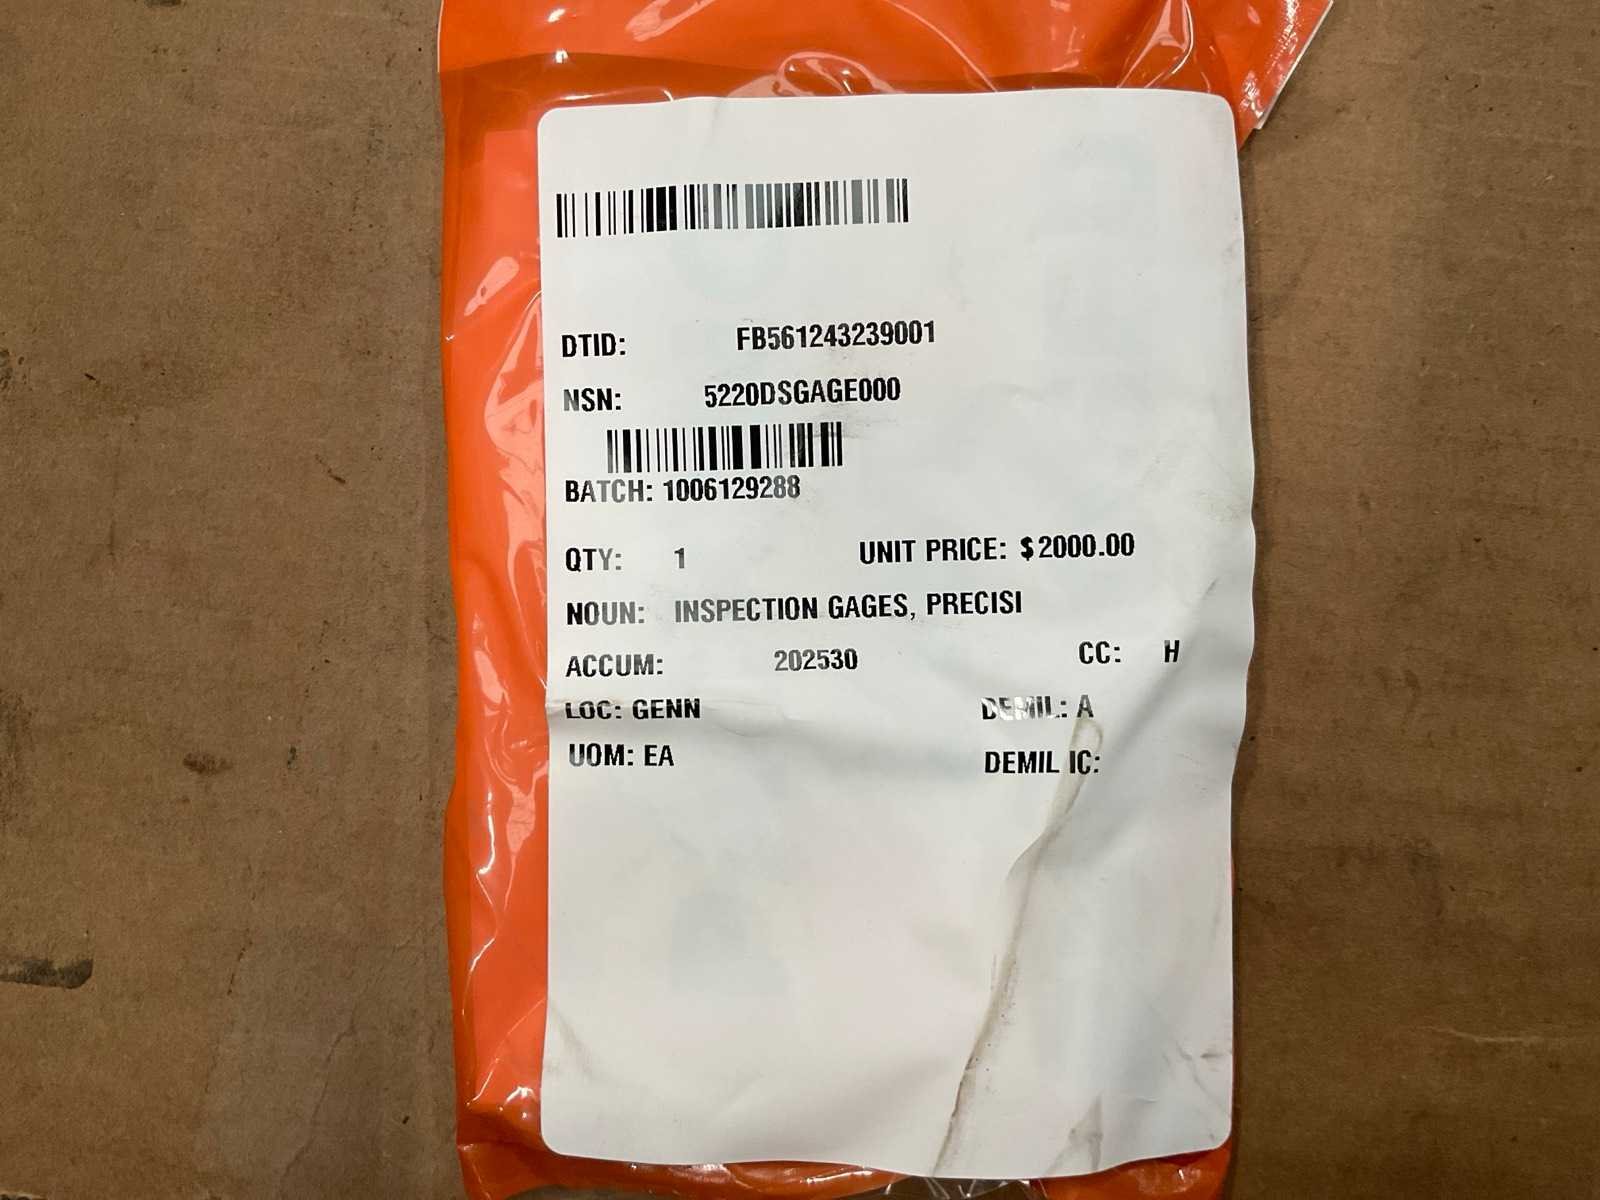 DTID: FB561243239001
NSN: 5220DSGAGE000
BATCH: 1006129288
QTY: 1 UNIT PRICE: $2000.00
NOUN: INSPECTION GAGES, PRECISI
ACCUM: 202530 CC: H
LOC: GENN DEMIL: A
UOM: EA DEMIL IC: